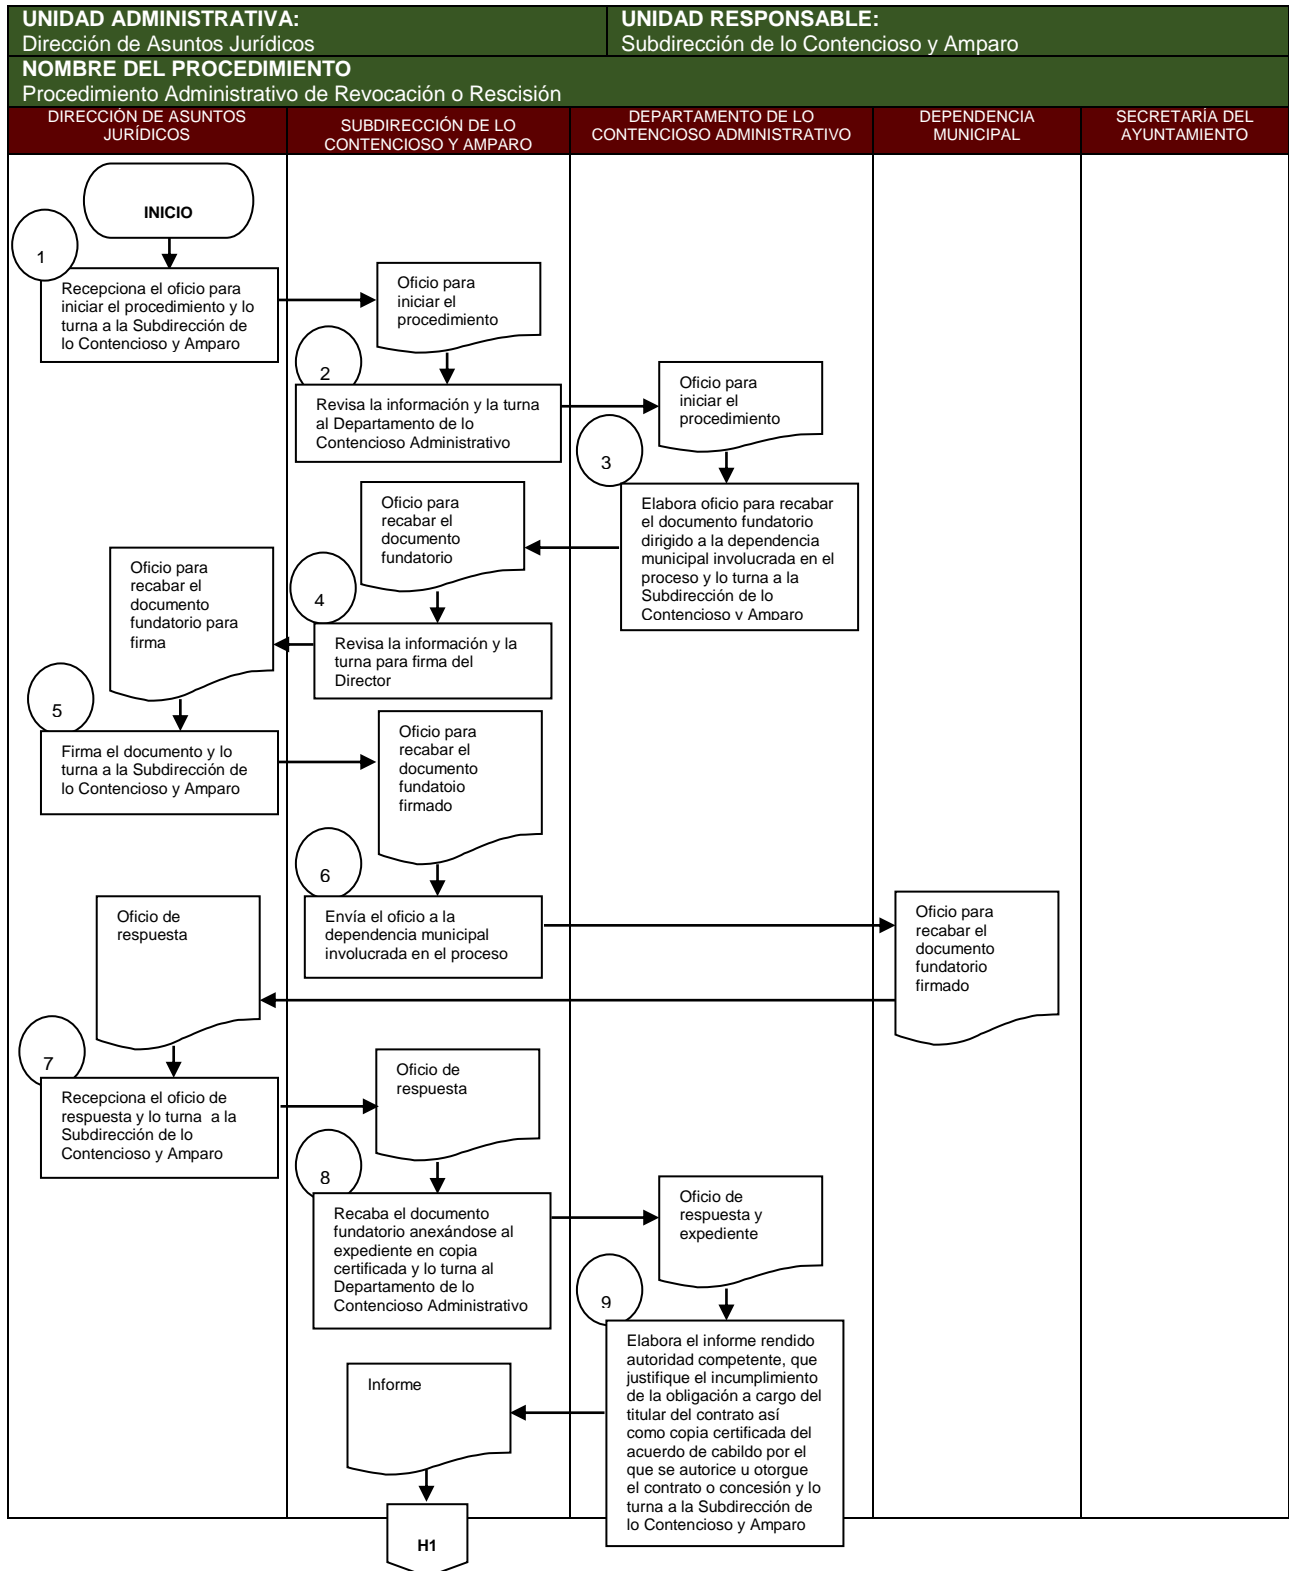 UNIDAD ADMINISTRATIVA:
Dirección de Asuntos Jurídicos
UNIDAD RESPONSABLE:
Subdirección de lo Contencioso y Amparo
NOMBRE DEL PROCEDIMIENTO
Procedimiento Administrativo de Revocación o Rescisión
DIRECCIÓN DE ASUNTOS
JURÍDICOS
SUBDIRECCIÓN DE LO
CONTENCIOSO Y AMPARO
DEPARTAMENTO DE LO
CONTENCIOSO ADMINISTRATIVO
DEPENDENCIA
MUNICIPAL
SECRETARÍA DEL
AYUNTAMIENTO
INICIO
1
Recepciona el oficio para
iniciar el procedimiento y lo
turna a la Subdirección de
lo Contencioso y Amparo
Oficio para
iniciar el
procedimiento
2
Revisa la información y la turna
al Departamento de lo
Contencioso Administrativo
Oficio para
iniciar el
procedimiento
3
Elabora oficio para recabar
el documento fundatorio
dirigido a la dependencia
municipal involucrada en el
proceso y lo turna a la
Subdirección de lo
Contencioso y Amparo
Oficio para
recabar el
documento
fundatorio
4
Revisa la información y la
turna para firma del
Director
Oficio para
recabar el
documento
fundatorio para
firma
5
Firma el documento y lo
turna a la Subdirección de
lo Contencioso y Amparo
Oficio para
recabar el
documento
fundatoio
firmado
6
Envía el oficio a la
dependencia municipal
involucrada en el proceso
Oficio para
recabar el
documento
fundatorio
firmado
Oficio de
respuesta
7
Recepciona el oficio de
respuesta y lo turna a la
Subdirección de lo
Contencioso y Amparo
Oficio de
respuesta
8
Recaba el documento
fundatorio anexándose al
expediente en copia
certificada y lo turna al
Departamento de lo
Contencioso Administrativo
Oficio de
respuesta y
expediente
9
Elabora el informe rendido
autoridad competente, que
justifique el incumplimiento
de la obligación a cargo del
titular del contrato así
como copia certificada del
acuerdo de cabildo por el
que se autorice u otorgue
el contrato o concesión y lo
turna a la Subdirección de
lo Contencioso y Amparo
Informe
H1